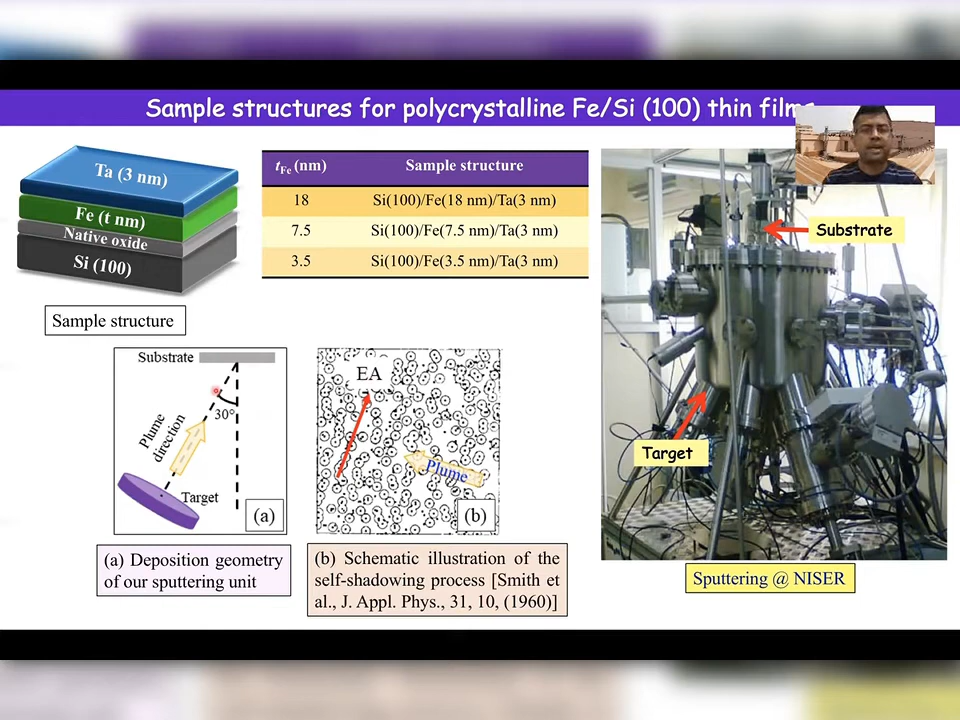 Sample structures for polycrystalline Fe/Si (100) thin films
Ta (3 nm)
Fe (t nm)
Native oxide
Si (100)
Sample structure
tFe (nm) Sample structure
18 Si(100)/Fe(18 nm)/Ta(3 nm)
7.5 Si(100)/Fe(7.5 nm)/Ta(3 nm)
3.5 Si(100)/Fe(3.5 nm)/Ta(3 nm)
Substrate
30°
Plume
direction
Target
(a)
EA
Plume
(b)
(a) Deposition geometry
of our sputtering unit
(b) Schematic illustration of the
self-shadowing process [Smith et
al., J. Appl. Phys., 31, 10, (1960)]
Substrate
Target
Sputtering @ NISER